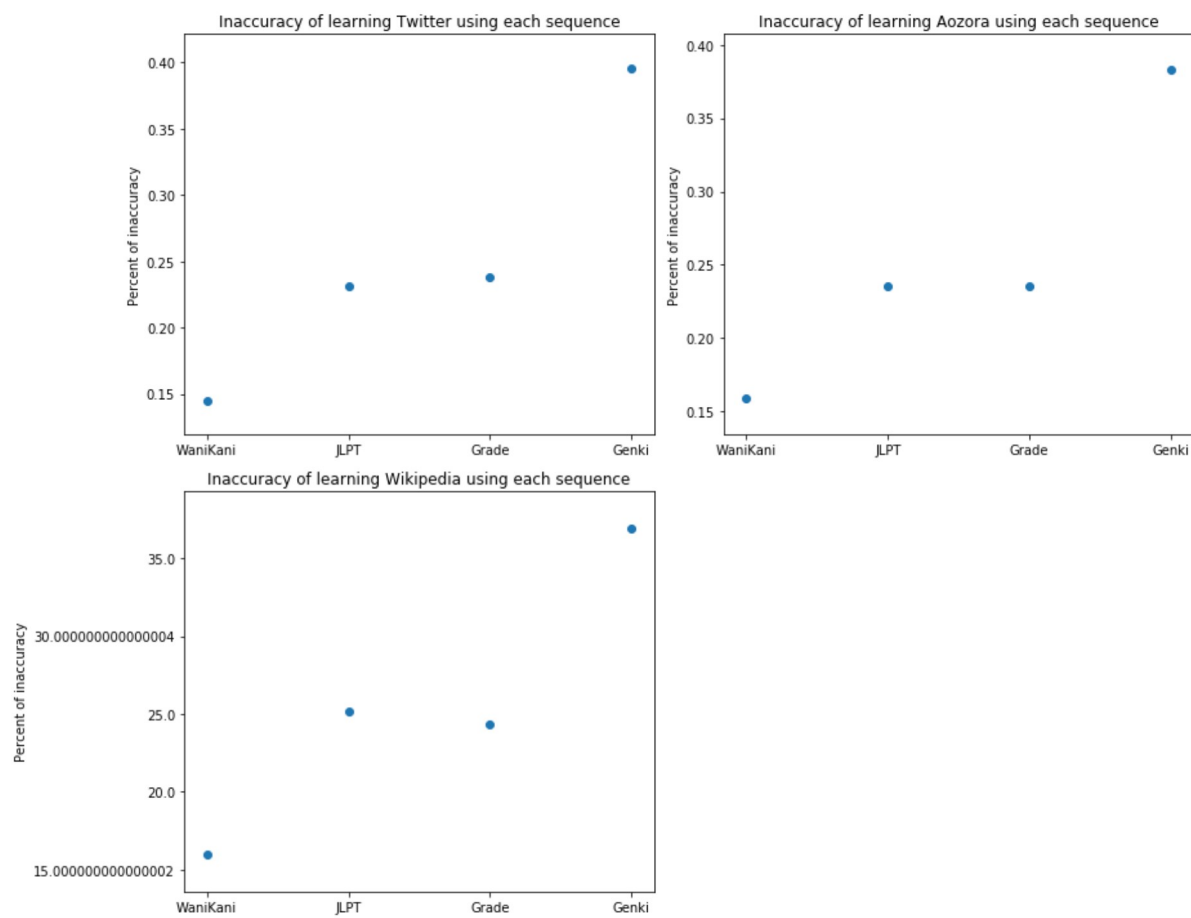 Inaccuracy of learning Twitter using each sequence
Percent of inaccuracy
0.40
0.35
0.30
0.25
0.20
0.15
WaniKani JLPT Grade Genki
Inaccuracy of learning Aozora using each sequence
Percent of inaccuracy
0.40
0.35
0.30
0.25
0.20
0.15
WaniKani JLPT Grade Genki
Inaccuracy of learning Wikipedia using each sequence
Percent of inaccuracy
35.0
30.000000000000004
25.0
20.0
15.000000000000002
WaniKani JLPT Grade Genki